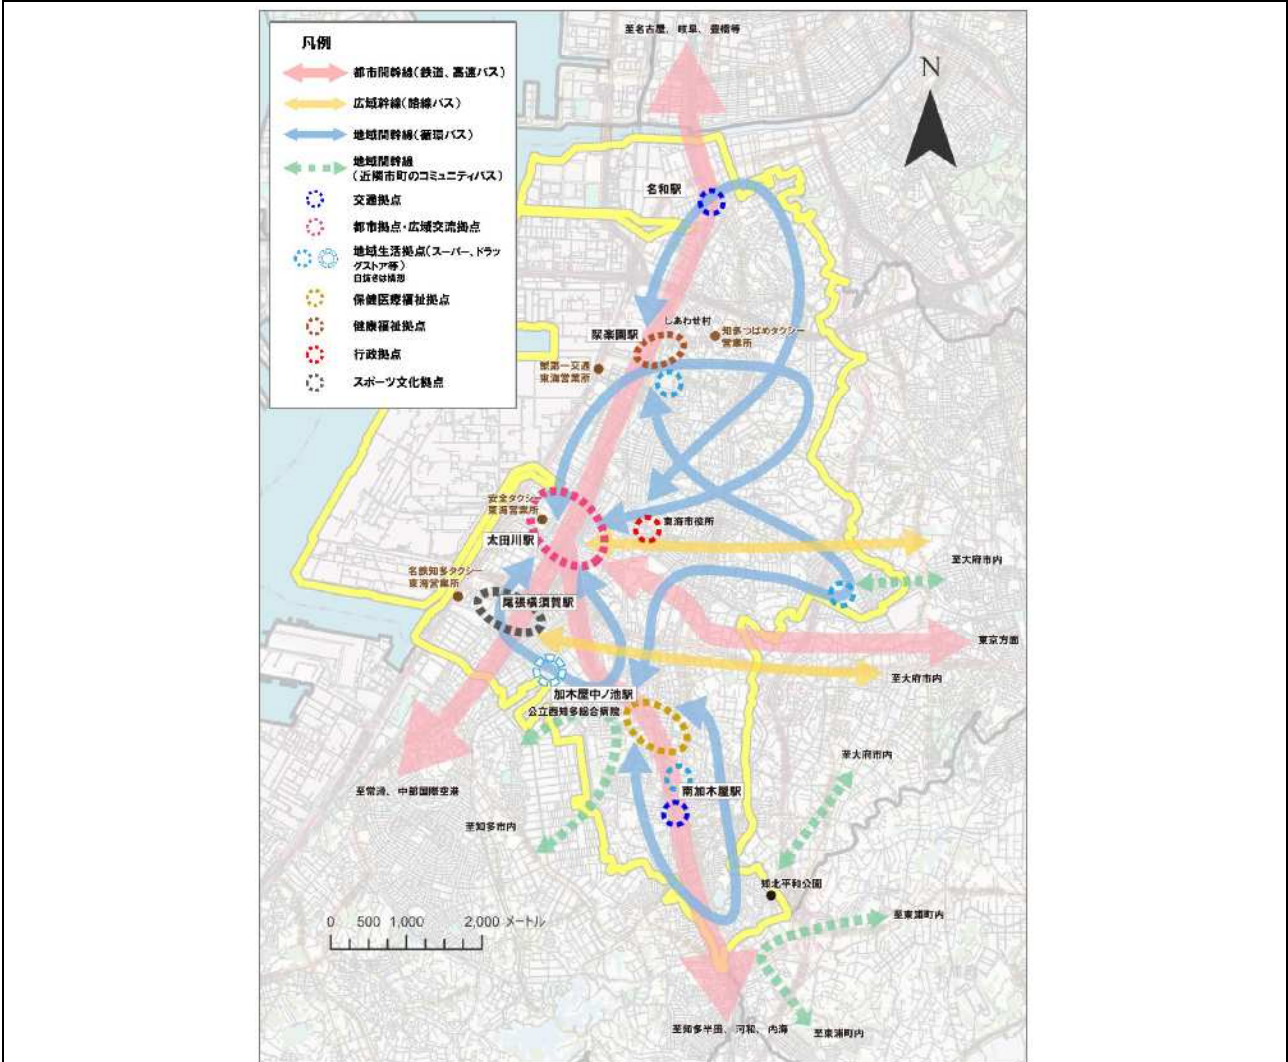 凡例
都市間幹線(鉄道、高速バス)
広域幹線(路線バス)
地域間幹線(循環バス)
地域間幹線
(近隣市町のコミュニティバス)
交通拠点
都市拠点・広域交流拠点
地域生活拠点(スーパー、ドラッ
グストア等)
白抜きは構想
保健医療福祉拠点
健康福祉拠点
行政拠点
スポーツ文化拠点
至名古屋、岐阜、豊橋等
N
名和駅
しあわせ村
聚楽園駅
知多つばめタクシー
営業所
第一交通
東海営業所
安全タクシー
東海営業所
東海市役所
太田川駅
至大府市内
名鉄知多タクシー
東海営業所
尾張横須賀駅
東京方面
至大府市内
加木屋中ノ池駅
公立西知多総合病院
至大府市内
南加木屋駅
至常滑、中部国際空港
至知多市内
知北平和公園
至東浦町内
0 500 1,000 2,000 メートル
至知多半田、河和、内海
至東浦町内